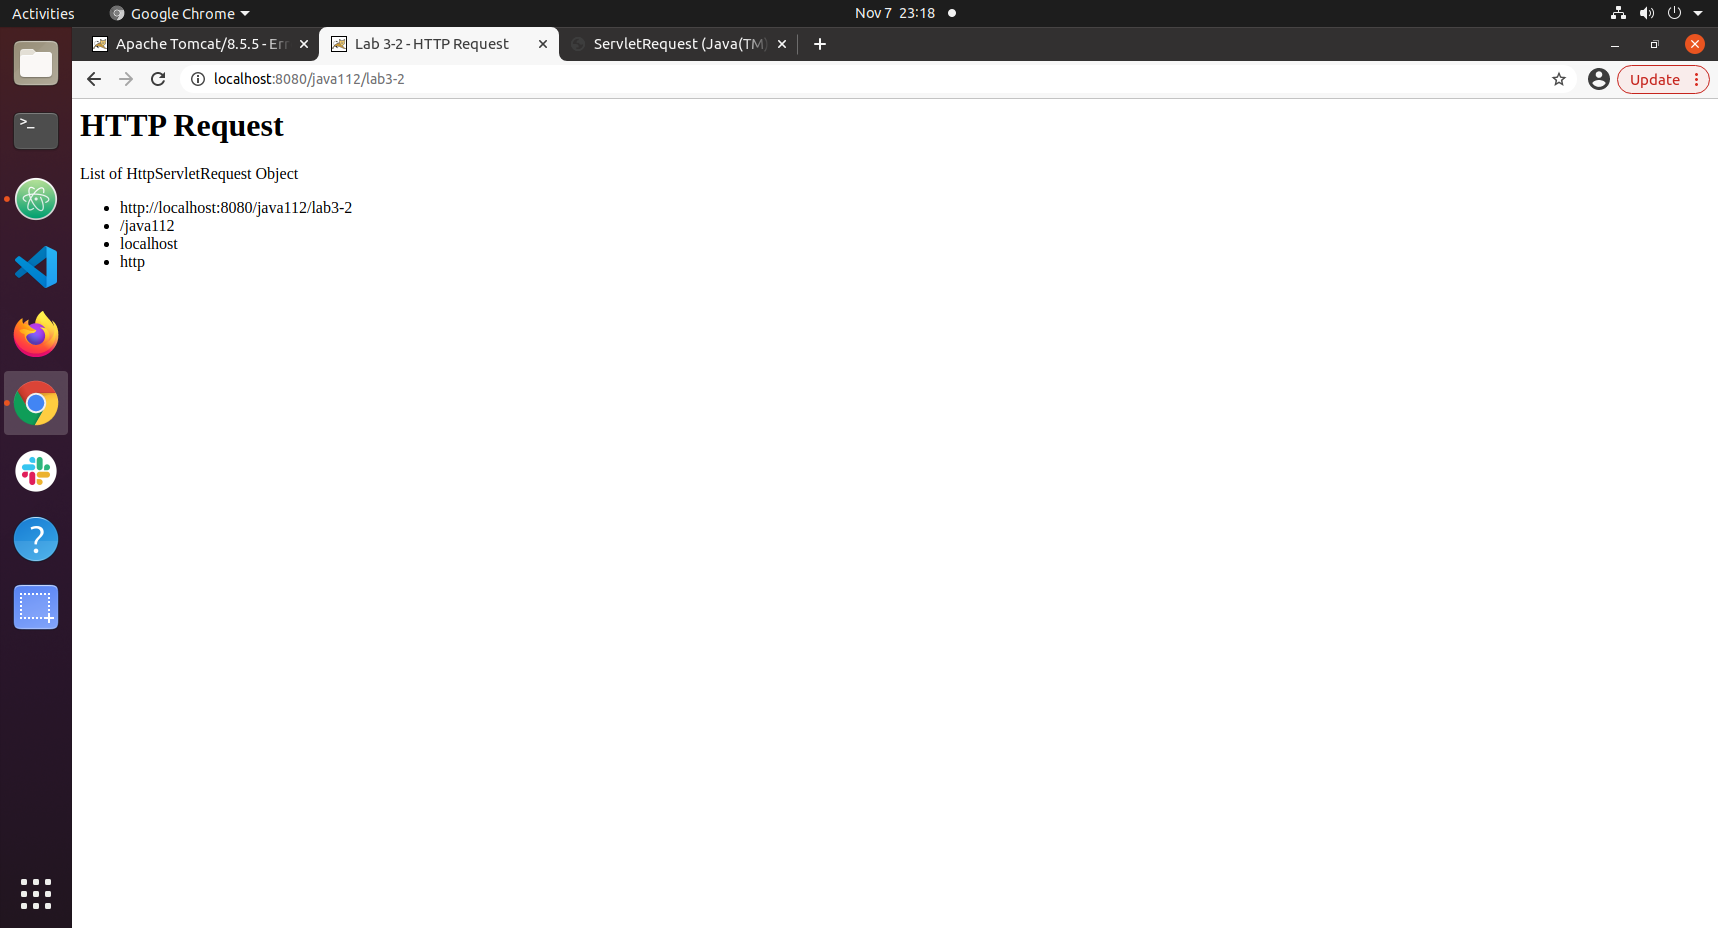 Activities
Google Chrome
Nov 7 23:18
Apache Tomcat/8.5.5 - Err
Lab 3-2 - HTTP Request
ServletRequest (Java(TM)
localhost:8080/java112/lab3-2
Update
HTTP Request
List of HttpServletRequest Object
http://localhost:8080/java112/lab3-2
/java112
localhost
http